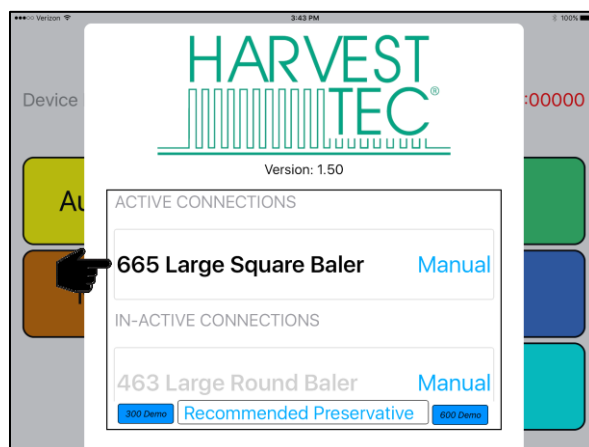 Verizon 3:43 PM 100%
HARVEST
TEC®
Device :00000
Version: 1.50
ACTIVE CONNECTIONS
665 Large Square Baler Manual
IN-ACTIVE CONNECTIONS
463 Large Round Baler Manual
300 Demo Recommended Preservative 600 Demo